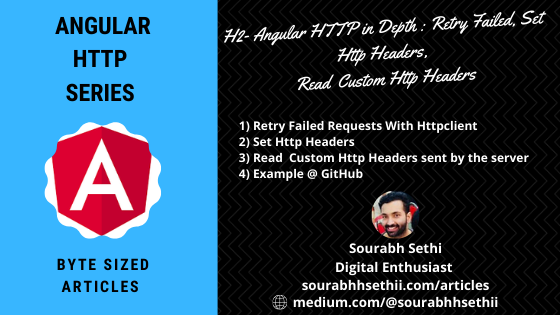 ANGULAR
HTTP
SERIES
A
BYTE SIZED
ARTICLES
H2- Angular HTTP in Depth : Retry Failed, Set
Http Headers,
Read Custom Http Headers
1) Retry Failed Requests With Httpclient
2) Set Http Headers
3) Read Custom Http Headers sent by the server
4) Example @ GitHub
Sourabh Sethi
Digital Enthusiast
sourabhhsethii.com/articles
medium.com/@sourabhhsethii